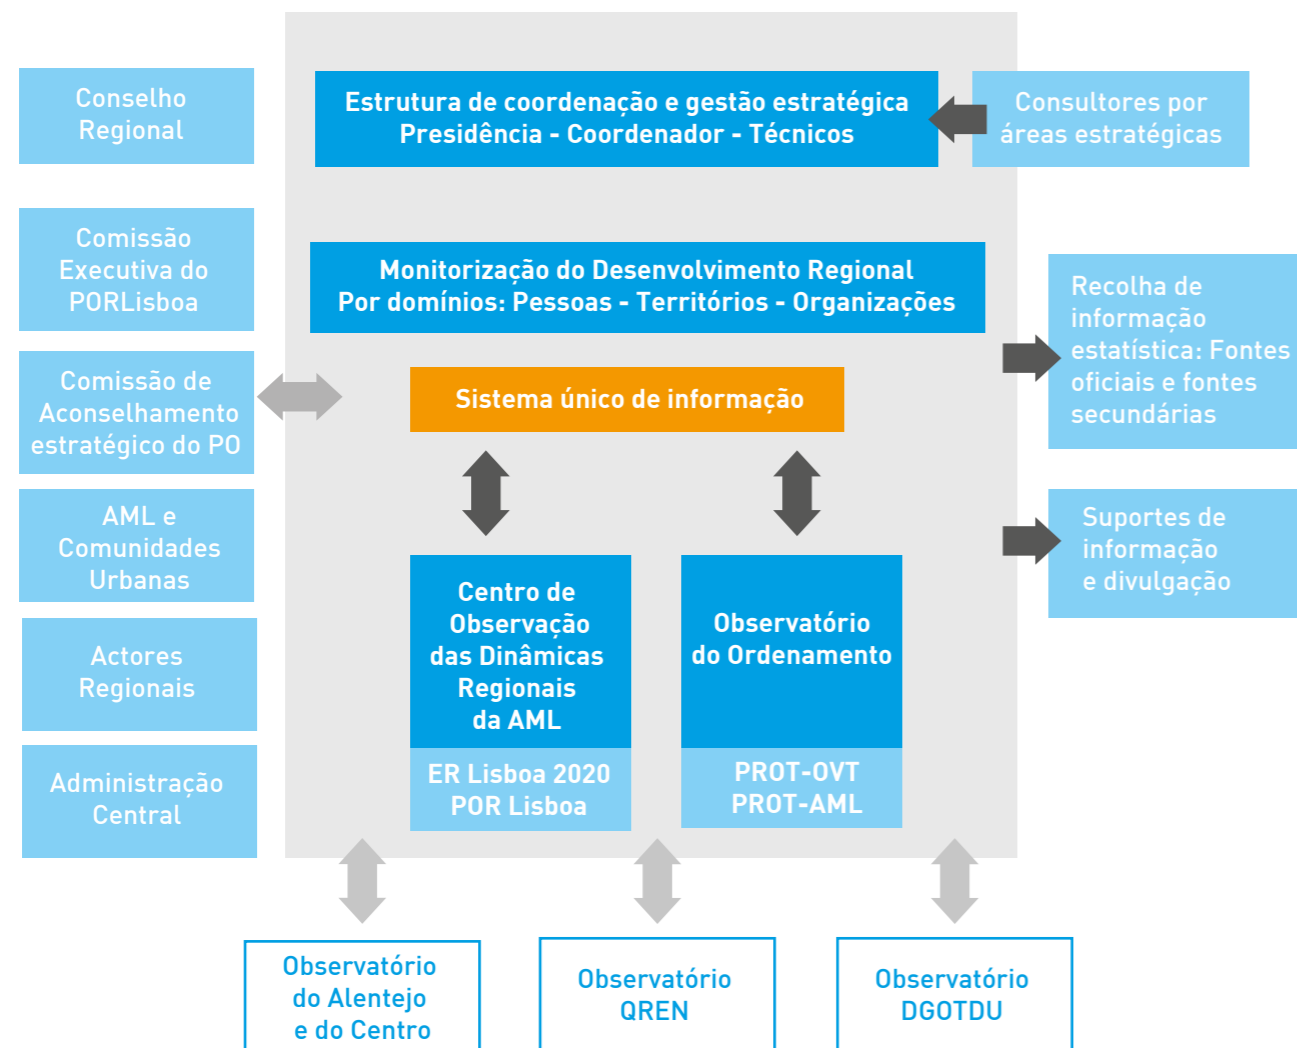 Conselho
Regional
Estrutura de coordenação e gestão estratégica
Presidência - Coordenador - Técnicos
Consultores por
áreas estratégicas
Comissão
Executiva do
PORLisboa
Monitorização do Desenvolvimento Regional
Por domínios: Pessoas - Territórios - Organizações
Recolha de
informação
estatística: Fontes
oficiais e fontes
secundárias
Comissão de
Aconselhamento
estratégico do PO
Sistema único de informação
AML e
Comunidades
Urbanas
Suportes de
informação
e divulgação
Centro de
Observação
das Dinâmicas
Regionais
da AML
Observatório
do Ordenamento
Actores
Regionais
Administração
Central
ER Lisboa 2020
POR Lisboa
PROT-OVT
PROT-AML
Observatório
do Alentejo
e do Centro
Observatório
QREN
Observatório
DGOTDU